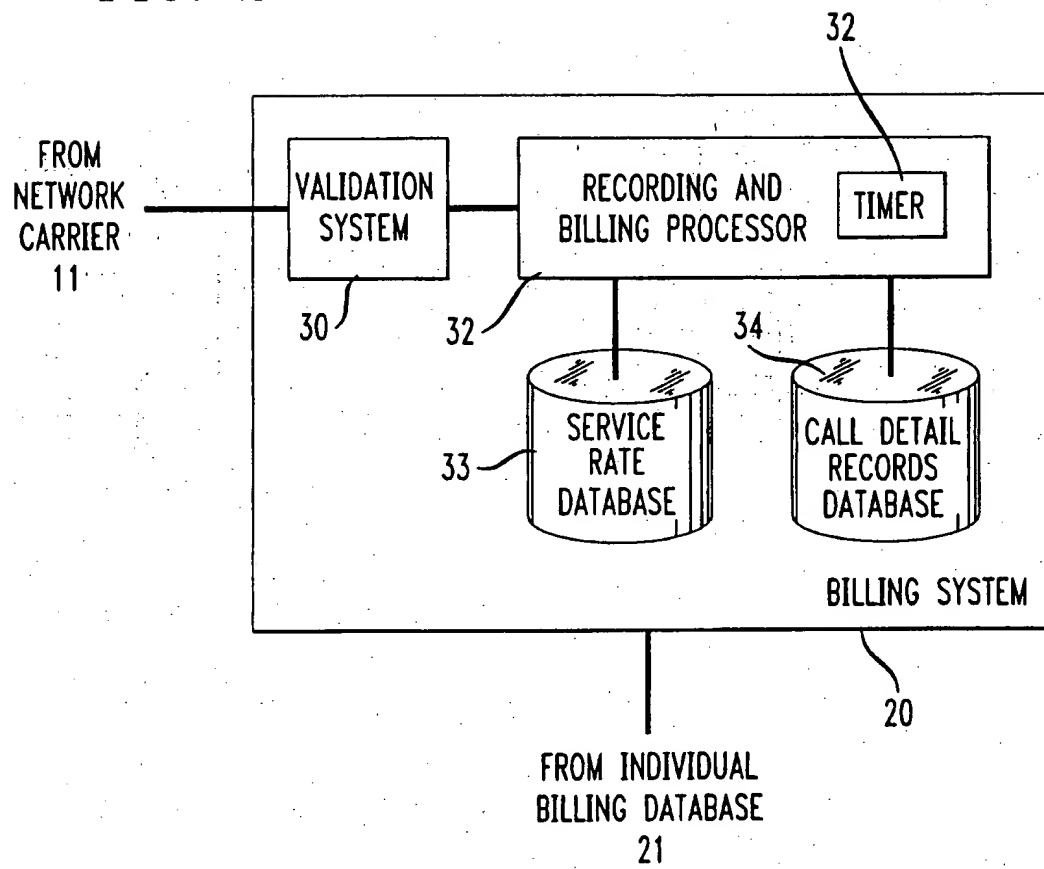 32
FROM
NETWORK
CARRIER
11
VALIDATION
SYSTEM
RECORDING AND
BILLING PROCESSOR
TIMER
30
32
34
33
SERVICE
RATE
DATABASE
CALL DETAIL
RECORDS
DATABASE
BILLING SYSTEM
20
FROM INDIVIDUAL
BILLING DATABASE
21